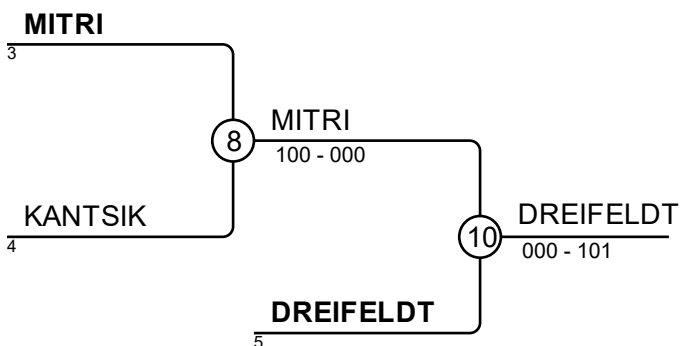 MITRI
3
8
MITRI
100 - 000
KANTSIK
4
10
DREIFELDT
000 - 101
DREIFELDT
5